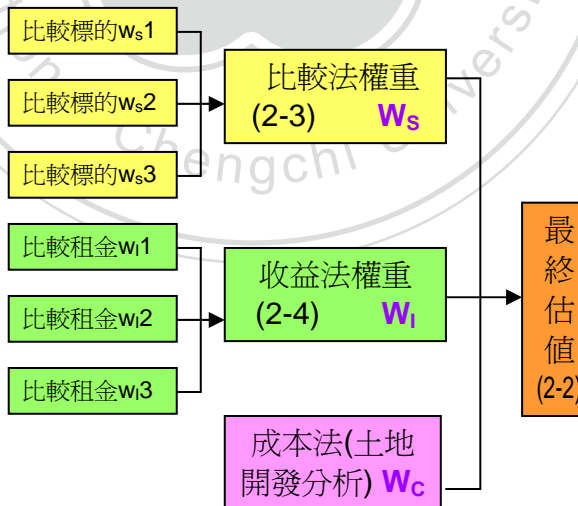 比較標的ws1
比較標的ws2
比較標的ws3
比較法權重
(2-3) WS
比較租金wI1
比較租金wI2
比較租金wI3
收益法權重
(2-4) WI
成本法(土地
開發分析) WC
最
終
估
值
(2-2)
Chengchi Univers